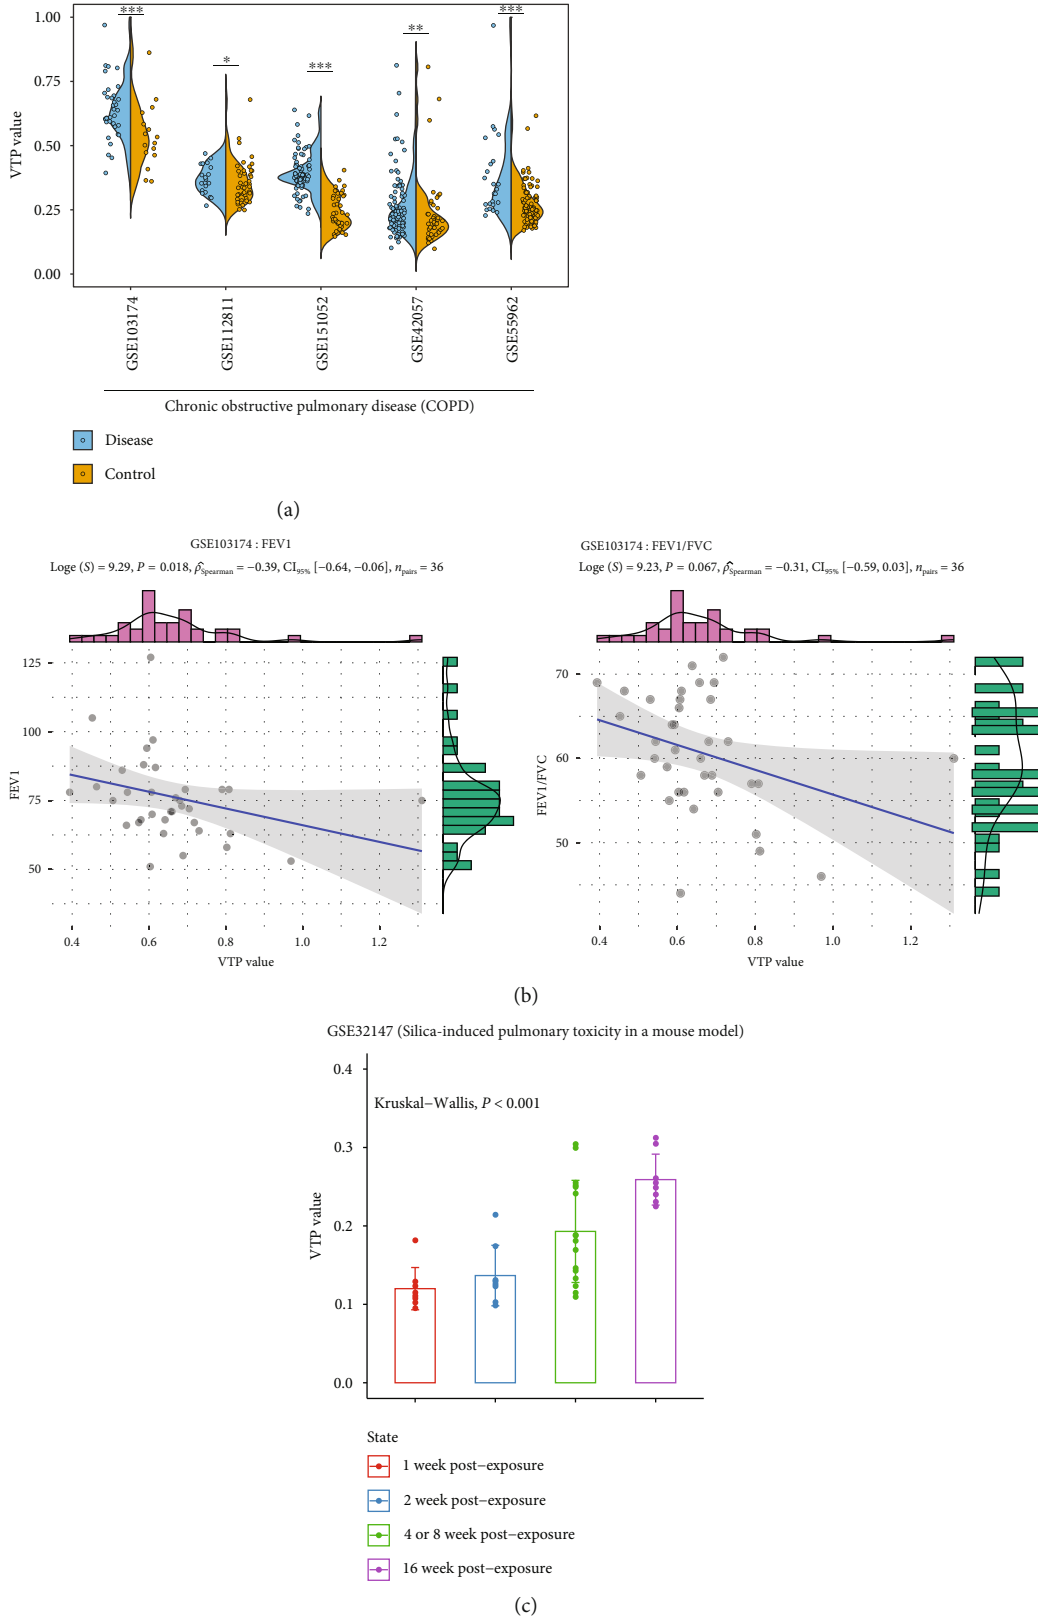 ***
*
***
**
***
1.00
0.75
0.50
0.25
0.00
VTP value
GSE103174
GSE112811
GSE151052
GSE42057
GSE55962
Chronic obstructive pulmonary disease (COPD)
Disease
Control
(a)
GSE103174 : FEV1
Loge (S) = 9.29, P = 0.018, ρ̂Spearman = −0.39, CI95% [−0.64, −0.06], npairs = 36
125
100
75
50
FEV1
0.4 0.6 0.8 1.0 1.2
VTP value
GSE103174 : FEV1/FVC
Loge (S) = 9.23, P = 0.067, ρ̂Spearman = −0.31, CI95% [−0.59, 0.03], npairs = 36
70
60
50
FEV1/FVC
0.4 0.6 0.8 1.0 1.2
VTP value
(b)
GSE32147 (Silica-induced pulmonary toxicity in a mouse model)
0.4
0.3
0.2
0.1
0.0
VTP value
Kruskal−Wallis, P < 0.001
State
1 week post−exposure
2 week post−exposure
4 or 8 week post−exposure
16 week post−exposure
(c)